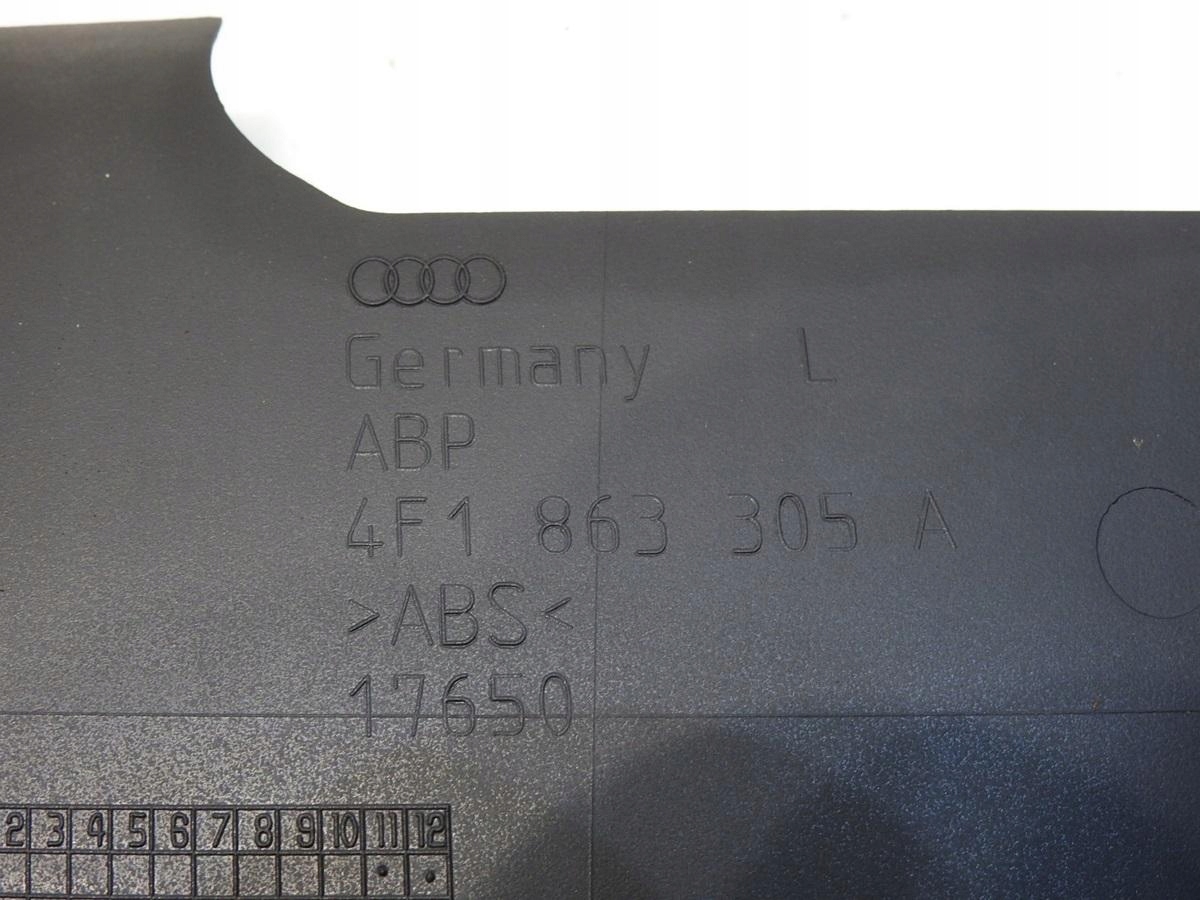 Germany L
ABP
4F1 863 305 A
>ABS<
17650
2 3 4 5 6 7 8 9 10 11 12